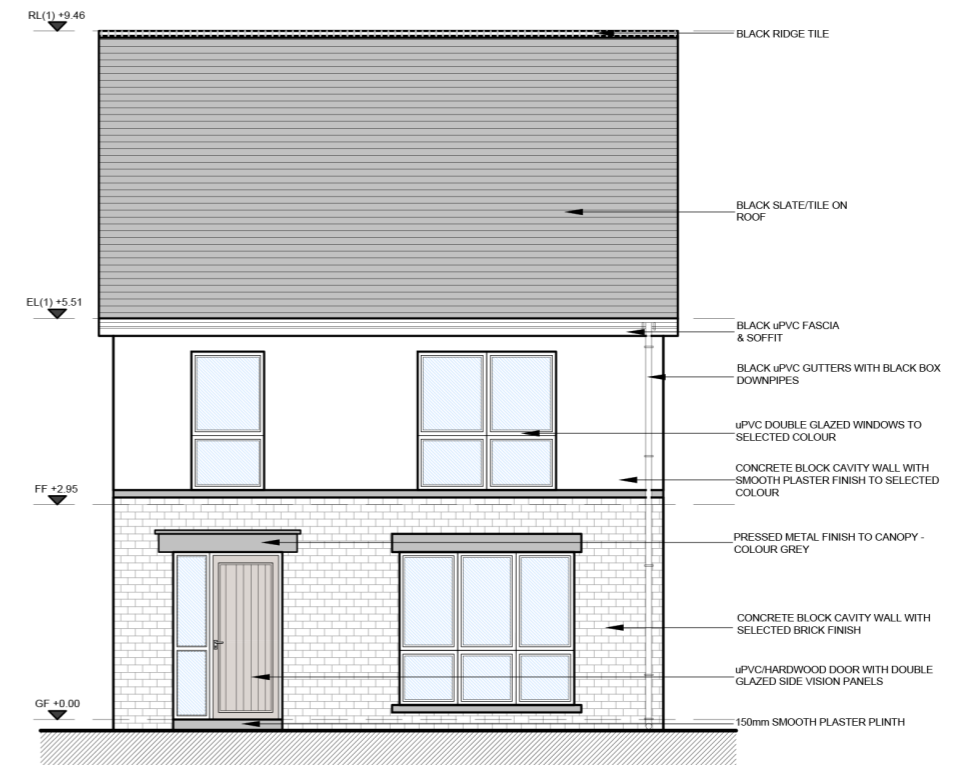 RL(1) +9.46
BLACK RIDGE TILE
BLACK SLATE/TILE ON
ROOF
EL(1) +5.51
BLACK uPVC FASCIA
& SOFFIT
BLACK uPVC GUTTERS WITH BLACK BOX
DOWNPIPES
uPVC DOUBLE GLAZED WINDOWS TO
SELECTED COLOUR
CONCRETE BLOCK CAVITY WALL WITH
SMOOTH PLASTER FINISH TO SELECTED
COLOUR
FF +2.95
PRESSED METAL FINISH TO CANOPY -
COLOUR GREY
CONCRETE BLOCK CAVITY WALL WITH
SELECTED BRICK FINISH
uPVC/HARDWOOD DOOR WITH DOUBLE
GLAZED SIDE VISION PANELS
GF +0.00
150mm SMOOTH PLASTER PLINTH